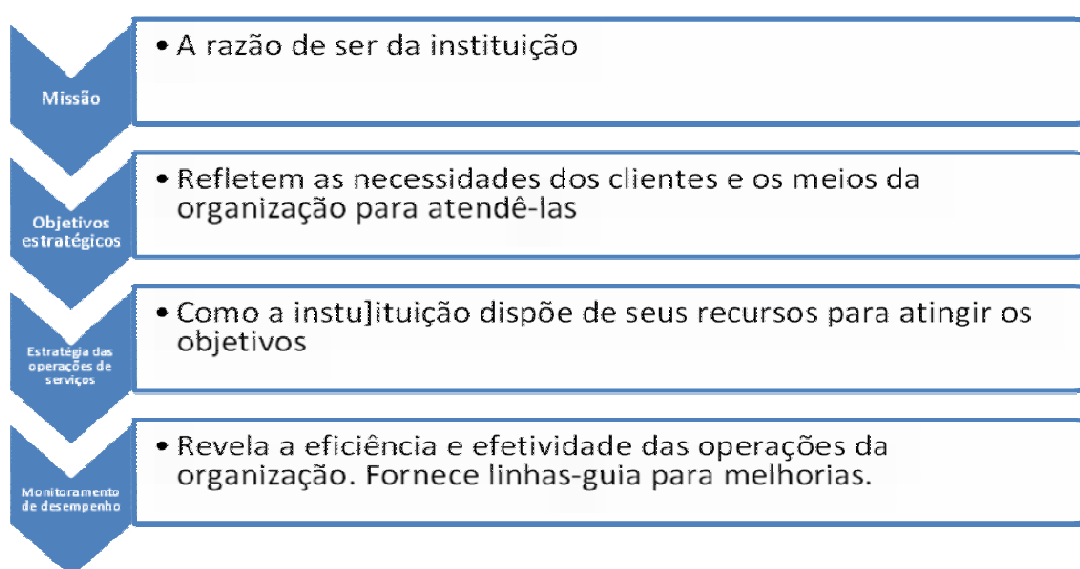 Missão
• A razão de ser da instituição
Objetivos
estratégicos
• Refletem as necessidades dos clientes e os meios da
organização para atendê-las
Estratégia das
operações de
serviços
• Como a instu]ituição dispõe de seus recursos para atingir os
objetivos
Monitoramento
de desempenho
• Revela a eficiência e efetividade das operações da
organização. Fornece linhas-guia para melhorias.